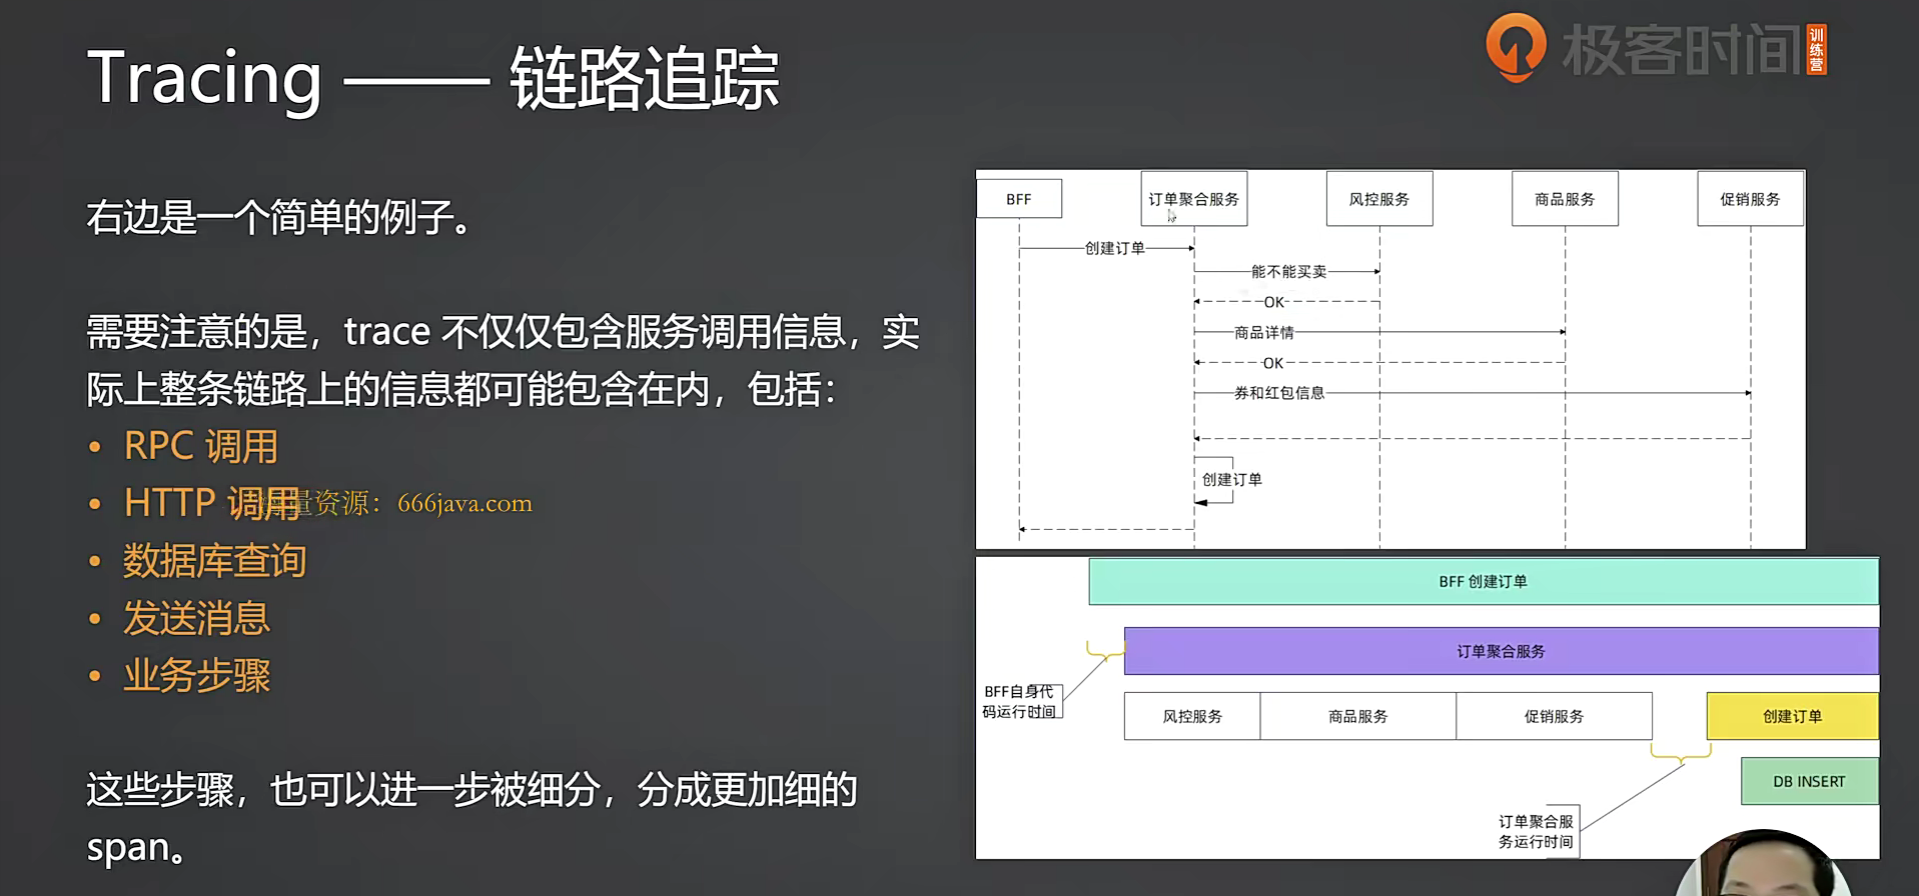 Tracing —— 链路追踪
极客时间
训练营
右边是一个简单的例子。
需要注意的是，trace 不仅仅包含服务调用信息，实
际上整条链路上的信息都可能包含在内，包括：
• RPC 调用
• HTTP 调用
量资源：666java.com
• 数据库查询
• 发送消息
• 业务步骤
这些步骤，也可以进一步被细分，分成更加细的
span。
BFF
订单聚合服务
风控服务
商品服务
促销服务
创建订单
能不能买卖
OK
商品详情
OK
券和红包信息
创建订单
BFF 创建订单
订单聚合服务
BFF自身代
码运行时间
风控服务
商品服务
促销服务
创建订单
DB INSERT
订单聚合服
务运行时间